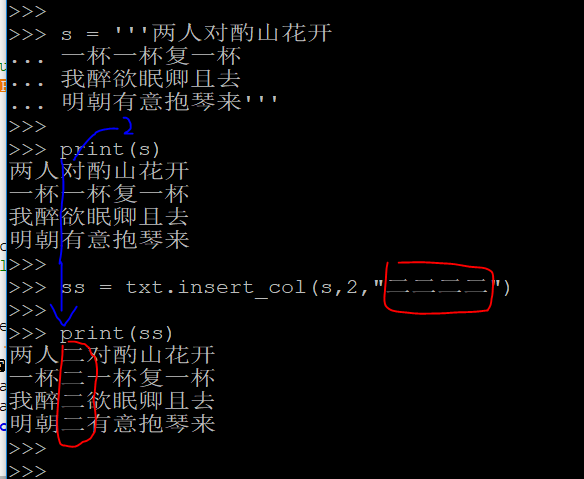 >>>
>>> s = '''两人对酌山花开
... 一杯一杯复一杯
... 我醉欲眠卿且去
... 明朝有意抱琴来'''
>>>
>>> print(s)
2
两人对酌山花开
一杯一杯复一杯
我醉欲眠卿且去
明朝有意抱琴来
>>>
>>> ss = txt.insert_col(s,2,"二二二二")
>>>
>>> print(ss)
两人二对酌山花开
一杯二一杯复一杯
我醉二欲眠卿且去
明朝二有意抱琴来
>>>
>>>